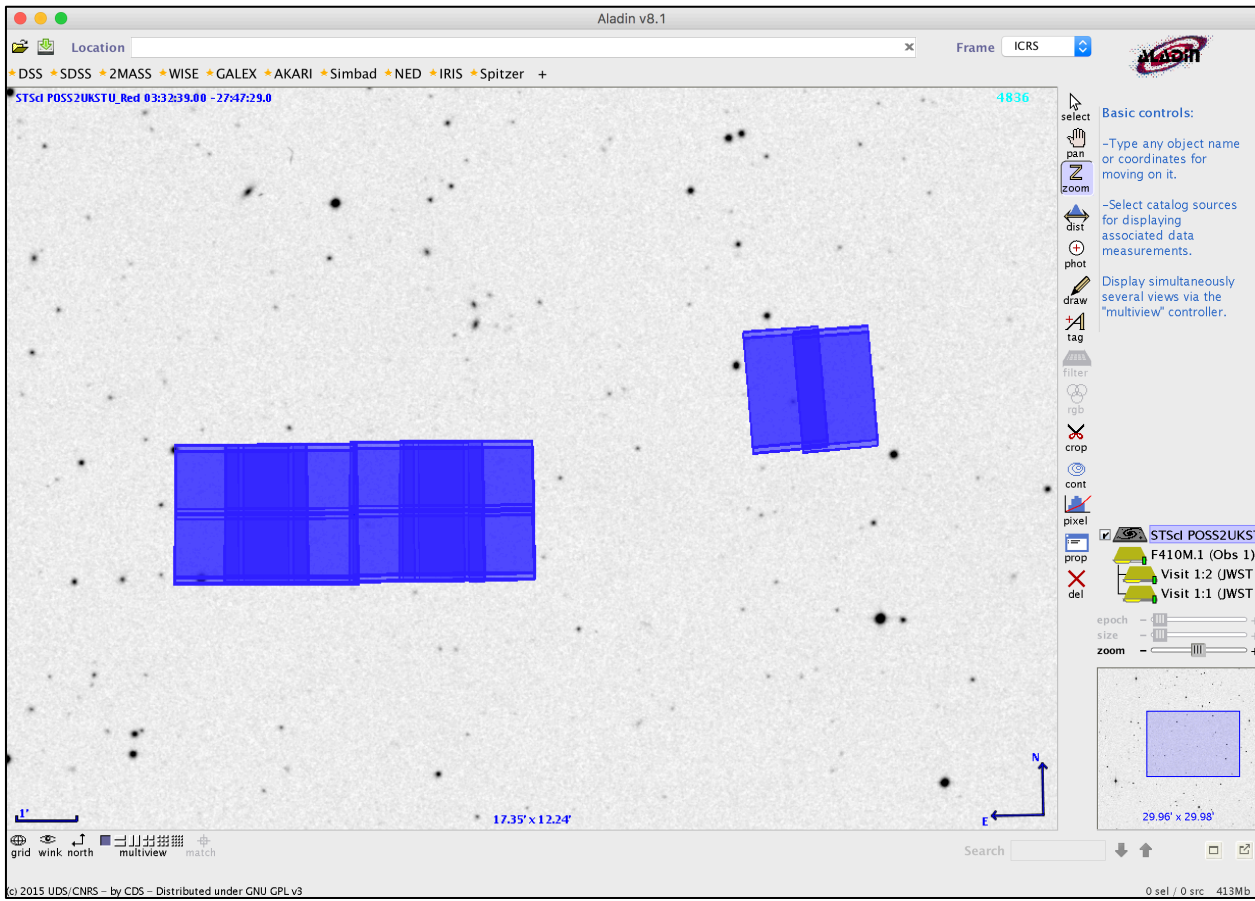 Aladin v8.1
Location
Frame ICRS
Aladin
DSS SDSS 2MASS WISE GALEX AKARI Simbad NED IRIS Spitzer +
STScI POSS2UKSTU_Red 03:32:39.00 -27:47:29.0
4836
select
pan
zoom
dist
phot
draw
tag
filter
rgb
crop
cont
pixel
prop
del
Basic controls:
-Type any object name
or coordinates for
moving on it.
-Select catalog sources
for displaying
associated data
measurements.
Display simultaneously
several views via the
"multiview" controller.
STScI POSS2UKST
F410M.1 (Obs 1)
Visit 1:2 (JWST
Visit 1:1 (JWST
epoch - +
size - +
zoom - +
N
E
1'
17.35' x 12.24'
29.96' x 29.98'
grid wink north multiview match
Search
(c) 2015 UDS/CNRS - by CDS - Distributed under GNU GPL v3
0 sel / 0 src 413Mb